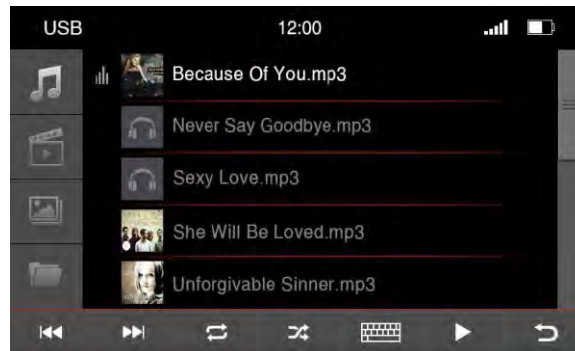 USB 12:00
Because Of You.mp3
Never Say Goodbye.mp3
Sexy Love.mp3
She Will Be Loved.mp3
Unforgivable Sinner.mp3